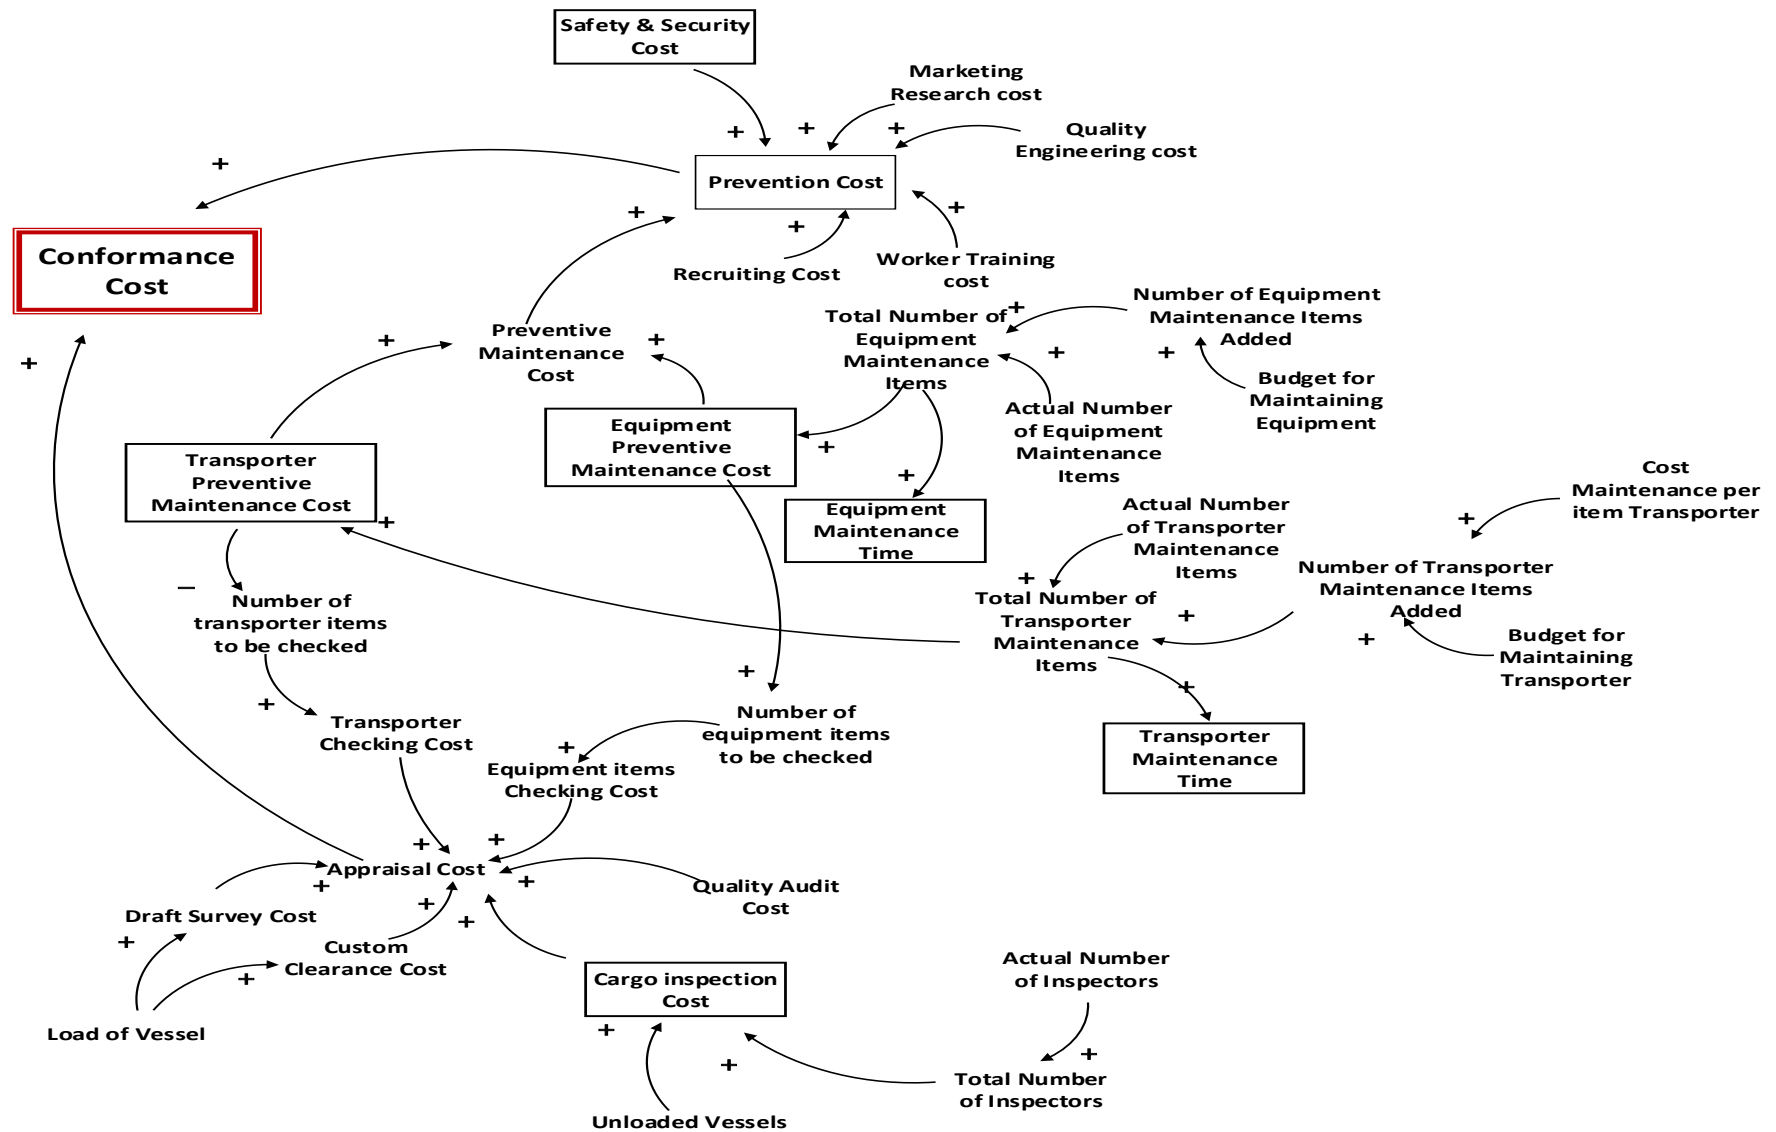 Safety & Security
Cost
Marketing
Research cost
+
+
+
Quality
Engineering cost
+
Prevention Cost
+
+
+
Recruiting Cost
Worker Training
cost
Conformance
Cost
Number of Equipment
Maintenance Items
Added
+
Total Number of
Equipment
Maintenance
Items
+
+
+
Preventive
Maintenance
Cost
+
+
Budget for
Maintaining
Equipment
Actual Number
of Equipment
Maintenance
Items
Equipment
Preventive
Maintenance Cost
+
+
Transporter
Preventive
Maintenance Cost
+
Equipment
Maintenance
Time
Cost
Maintenance per
item Transporter
+
Actual Number
of Transporter
Maintenance
Items
Number of Transporter
Maintenance Items
Added
+
+
+
Total Number of
Transporter
Maintenance
Items
Budget for
Maintaining
Transporter
–
Number of
transporter items
to be checked
+
+
+
Transporter
Checking Cost
Number of
equipment items
to be checked
Transporter
Maintenance
Time
+
Equipment items
Checking Cost
+
+
Appraisal Cost
+
+
Quality Audit
Cost
+
+
Draft Survey Cost
+
Custom
Clearance Cost
+
Cargo inspection
Cost
Actual Number
of Inspectors
Load of Vessel
+
+
+
Total Number
of Inspectors
Unloaded Vessels